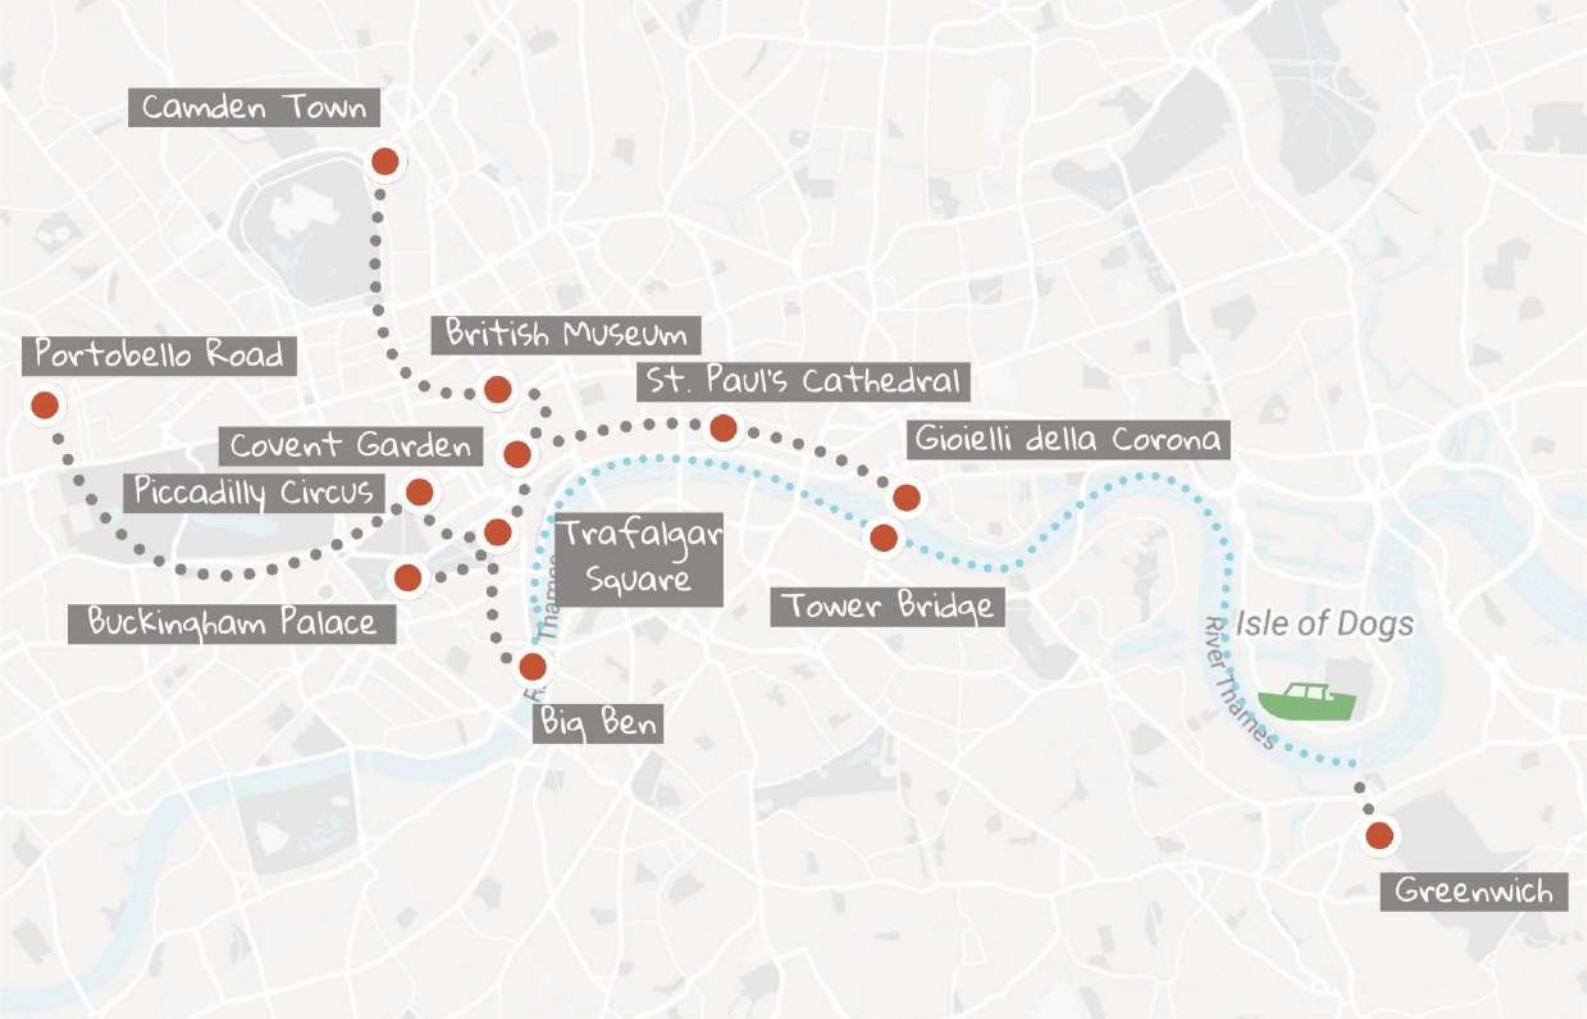 Camden Town
British Museum
Portobello Road
St. Paul's Cathedral
Covent Garden
Gioielli della Corona
Piccadilly Circus
Trafalgar
Square
Buckingham Palace
Tower Bridge
Thames
Isle of Dogs
River Thames
R
Big Ben
Greenwich